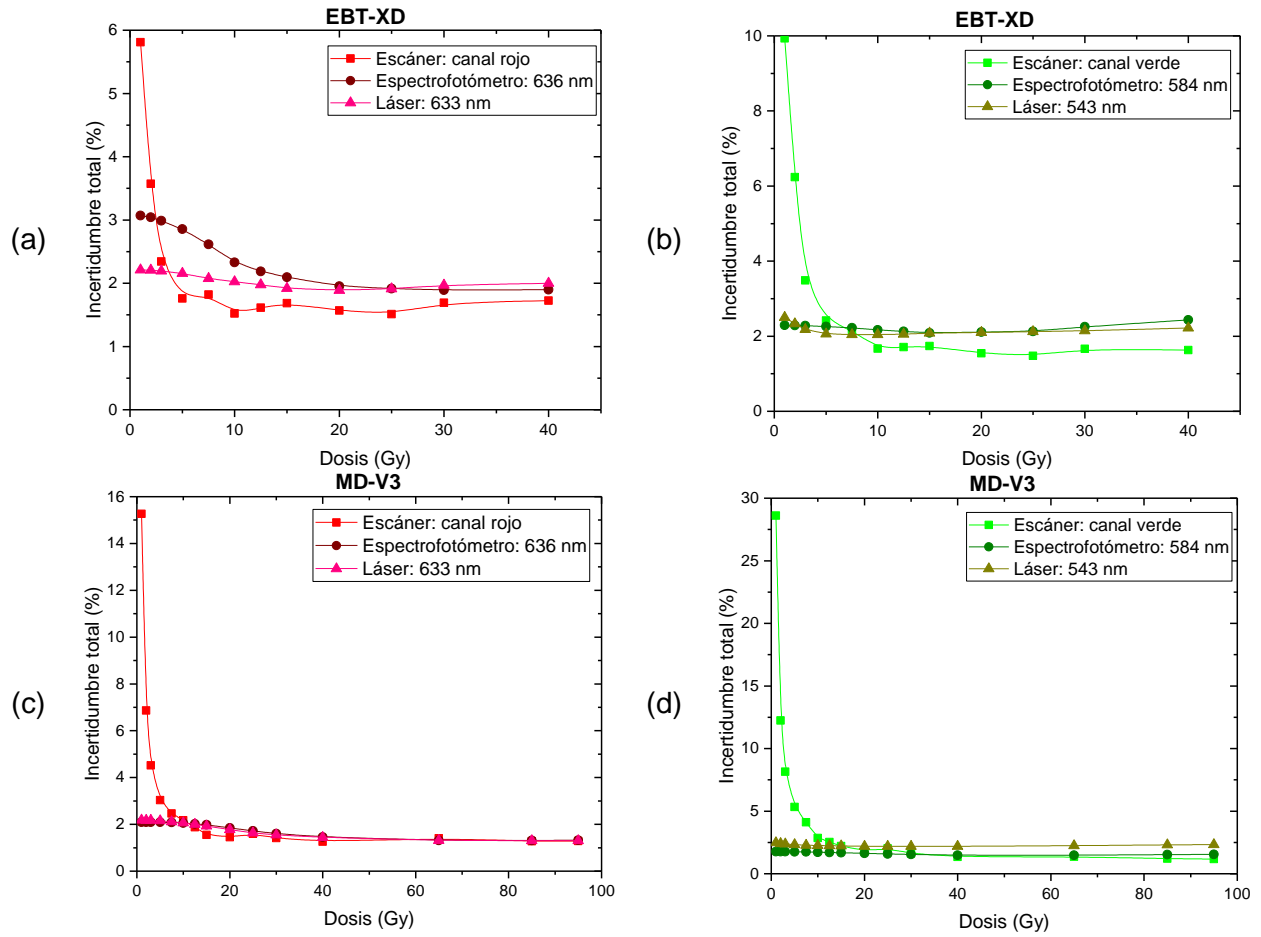 (a)
EBT-XD
Incertidumbre total (%)
6
5
4
3
2
1
0
Escáner: canal rojo
Espectrofotómetro: 636 nm
Láser: 633 nm
0 10 20 30 40
Dosis (Gy)
(b)
EBT-XD
Incertidumbre total (%)
10
8
6
4
2
0
Escáner: canal verde
Espectrofotómetro: 584 nm
Láser: 543 nm
0 10 20 30 40
Dosis (Gy)
(c)
MD-V3
Incertidumbre total (%)
16
14
12
10
8
6
4
2
0
Escáner: canal rojo
Espectrofotómetro: 636 nm
Láser: 633 nm
0 20 40 60 80 100
Dosis (Gy)
(d)
MD-V3
Incertidumbre total (%)
30
25
20
15
10
5
0
Escáner: canal verde
Espectrofotómetro: 584 nm
Láser: 543 nm
0 20 40 60 80 100
Dosis (Gy)